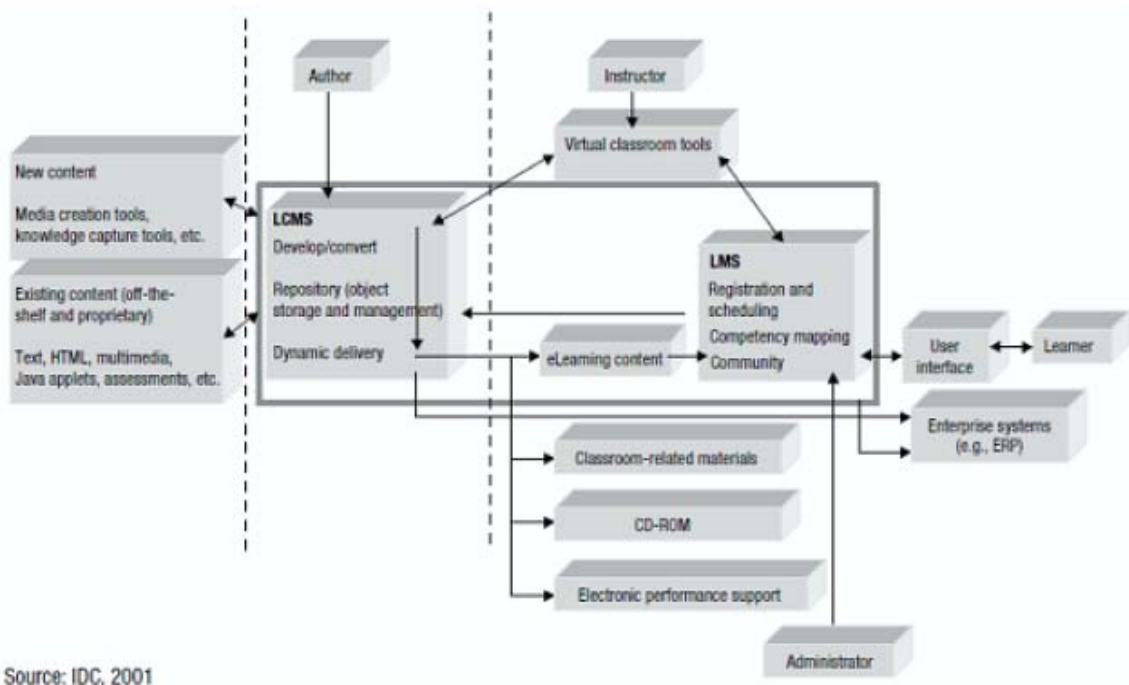 Author
Instructor
Virtual classroom tools
New content
Media creation tools,
knowledge capture tools, etc.
Existing content (off-the-
shelf and proprietary)
Text, HTML, multimedia,
Java applets, assessments, etc.
LCMS
Develop/convert
Repository (object
storage and management)
Dynamic delivery
eLearning content
LMS
Registration and
scheduling
Competency mapping
Community
User
interface
Learner
Enterprise systems
(e.g., ERP)
Classroom-related materials
CD-ROM
Electronic performance support
Administrator
Source: IDC, 2001